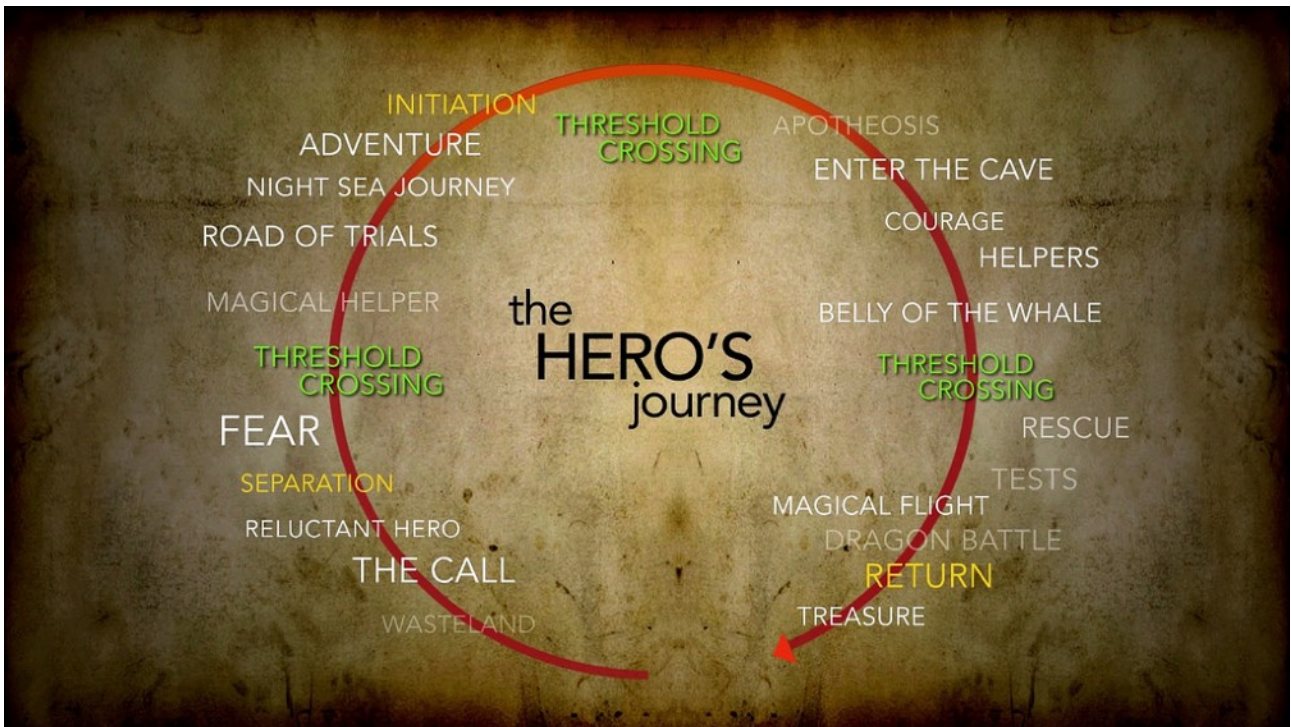 INITIATION
THRESHOLD
CROSSING
APOTHEOSIS
ADVENTURE
ENTER THE CAVE
NIGHT SEA JOURNEY
COURAGE
ROAD OF TRIALS
HELPERS
MAGICAL HELPER
BELLY OF THE WHALE
the
HERO'S
journey
THRESHOLD
CROSSING
THRESHOLD
CROSSING
FEAR
RESCUE
SEPARATION
TESTS
MAGICAL FLIGHT
RELUCTANT HERO
DRAGON BATTLE
THE CALL
RETURN
TREASURE
WASTELAND